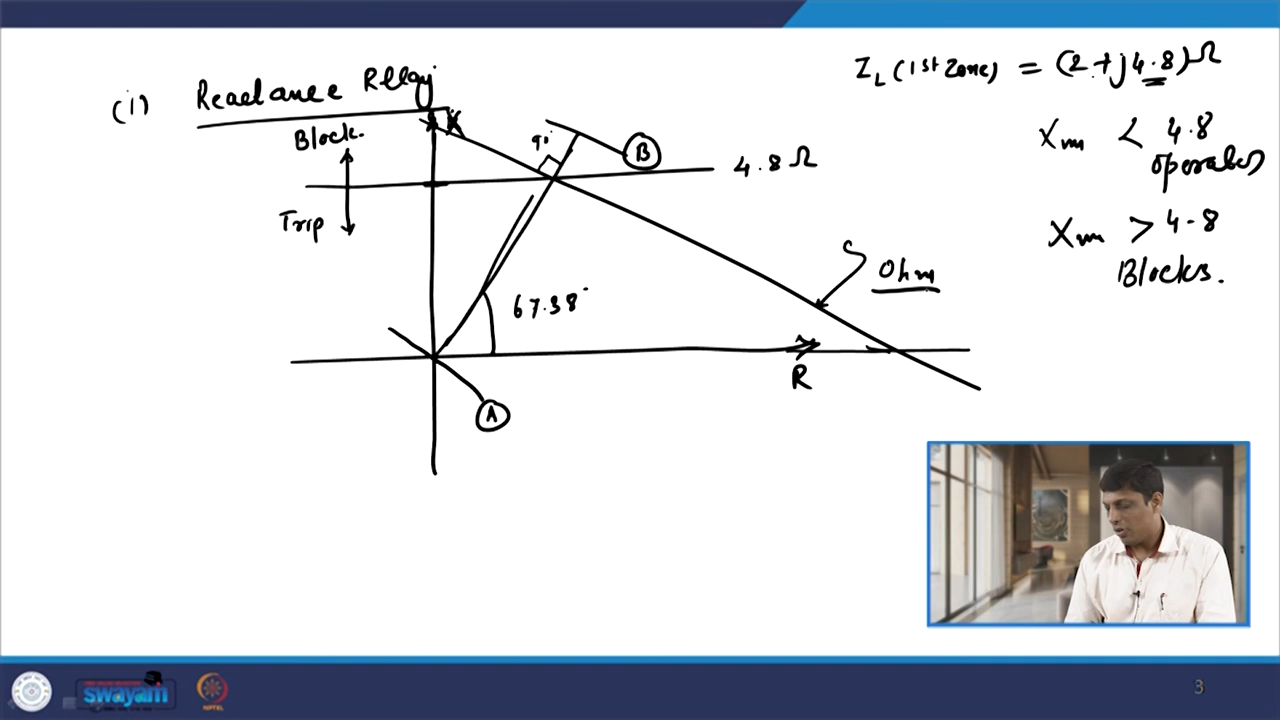 (i) Reactance Relay
Z_L (1st Zone) = (2 + j4.8) Ω
X_m < 4.8
operates
X_m > 4.8
Blocks.
Block.
Trip
X
90°
B
4.8 Ω
Ohm
67.38°
R
A
3
swayam